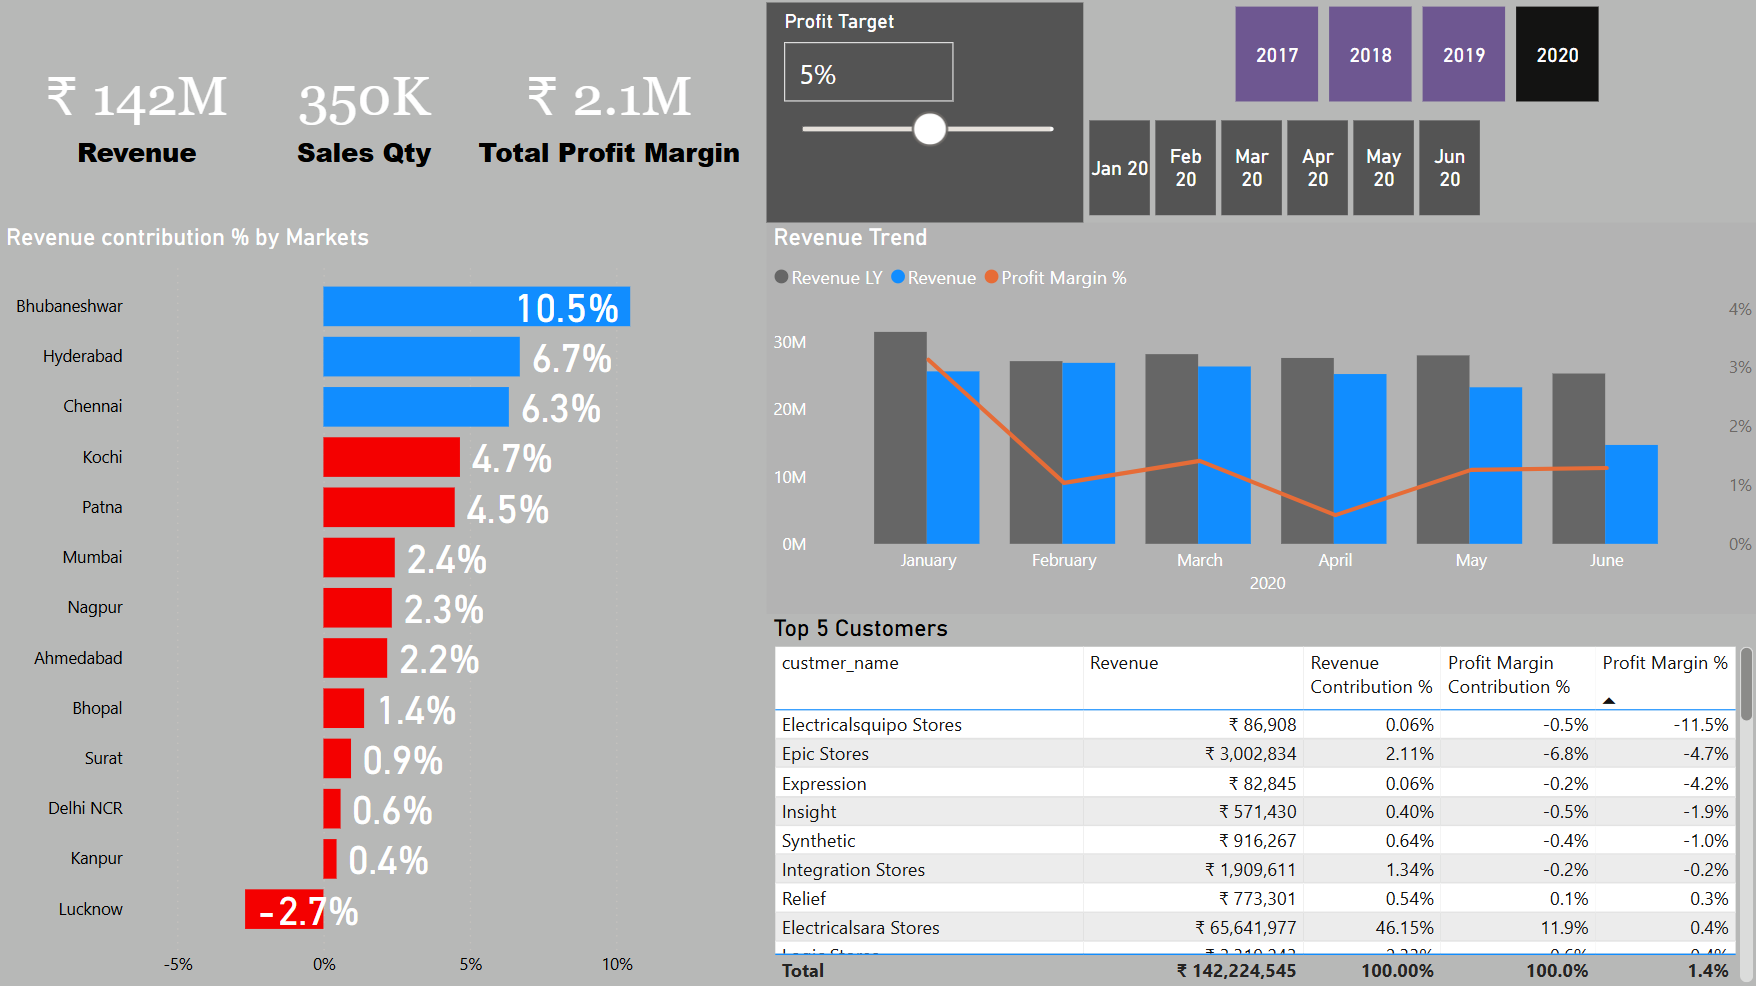 ₹ 142M
Revenue
350K
Sales Qty
₹ 2.1M
Total Profit Margin
Profit Target
5%
2017
2018
2019
2020
Jan 20
Feb 20
Mar 20
Apr 20
May 20
Jun 20
Revenue contribution % by Markets
Bhubaneshwar 10.5%
Hyderabad 6.7%
Chennai 6.3%
Kochi 4.7%
Patna 4.5%
Mumbai 2.4%
Nagpur 2.3%
Ahmedabad 2.2%
Bhopal 1.4%
Surat 0.9%
Delhi NCR 0.6%
Kanpur 0.4%
Lucknow -2.7%
-5% 0% 5% 10%
Revenue Trend
Revenue LY Revenue Profit Margin %
30M
20M
10M
0M
4%
3%
2%
1%
0%
January February March April May June
2020
Top 5 Customers
custmer_name Revenue Revenue Contribution % Profit Margin Contribution % Profit Margin %
Electricalsquipo Stores ₹ 86,908 0.06% -0.5% -11.5%
Epic Stores ₹ 3,002,834 2.11% -6.8% -4.7%
Expression ₹ 82,845 0.06% -0.2% -4.2%
Insight ₹ 571,430 0.40% -0.5% -1.9%
Synthetic ₹ 916,267 0.64% -0.4% -1.0%
Integration Stores ₹ 1,909,611 1.34% -0.2% -0.2%
Relief ₹ 773,301 0.54% 0.1% 0.3%
Electricalsara Stores ₹ 65,641,977 46.15% 11.9% 0.4%
Total ₹ 142,224,545 100.00% 100.0% 1.4%